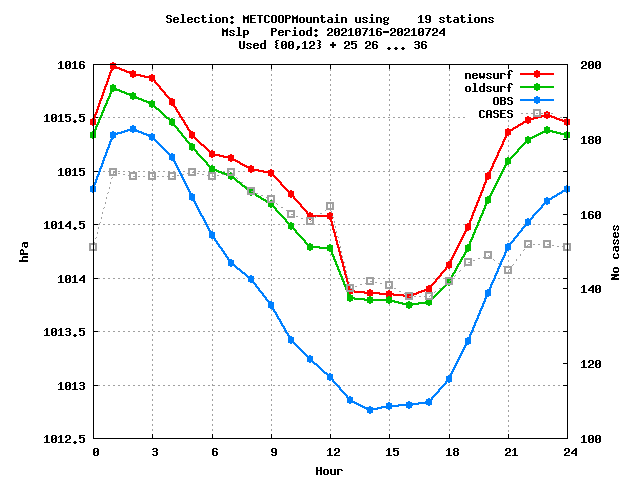 Selection: METCOOPMountain using    19 stations
Mslp   Period: 20210716-20210724
Used {00,12} + 25 26 ... 36
newsurf
oldsurf
OBS
CASES
1016
1015.5
1015
1014.5
1014
1013.5
1013
1012.5
hPa
200
180
160
140
120
100
No cases
0 3 6 9 12 15 18 21 24
Hour